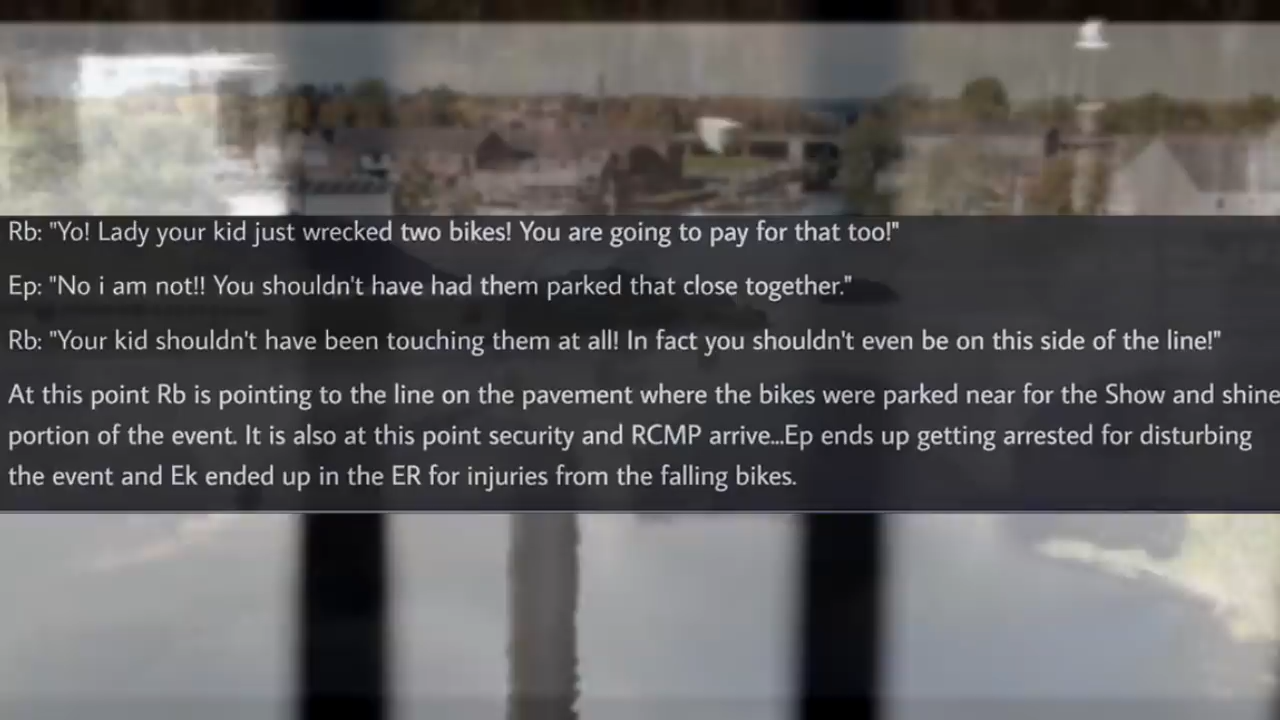 Rb: "Yo! Lady your kid just wrecked two bikes! You are going to pay for that too!"
Ep: "No i am not!! You shouldn't have had them parked that close together."
Rb: "Your kid shouldn't have been touching them at all! In fact you shouldn't even be on this side of the line!"
At this point Rb is pointing to the line on the pavement where the bikes were parked near for the Show and shine
portion of the event. It is also at this point security and RCMP arrive...Ep ends up getting arrested for disturbing
the event and Ek ended up in the ER for injuries from the falling bikes.